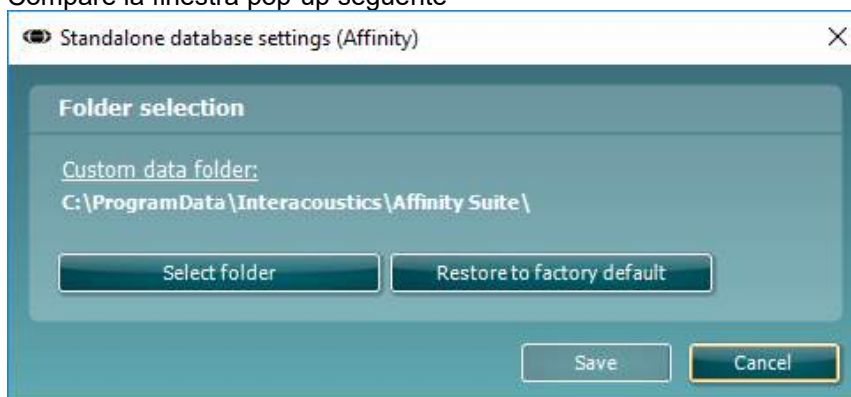 Compare la finestra pop-up seguente
Standalone database settings (Affinity)
Folder selection
Custom data folder:
C:\ProgramData\Interacoustics\Affinity Suite\
Select folder
Restore to factory default
Save
Cancel